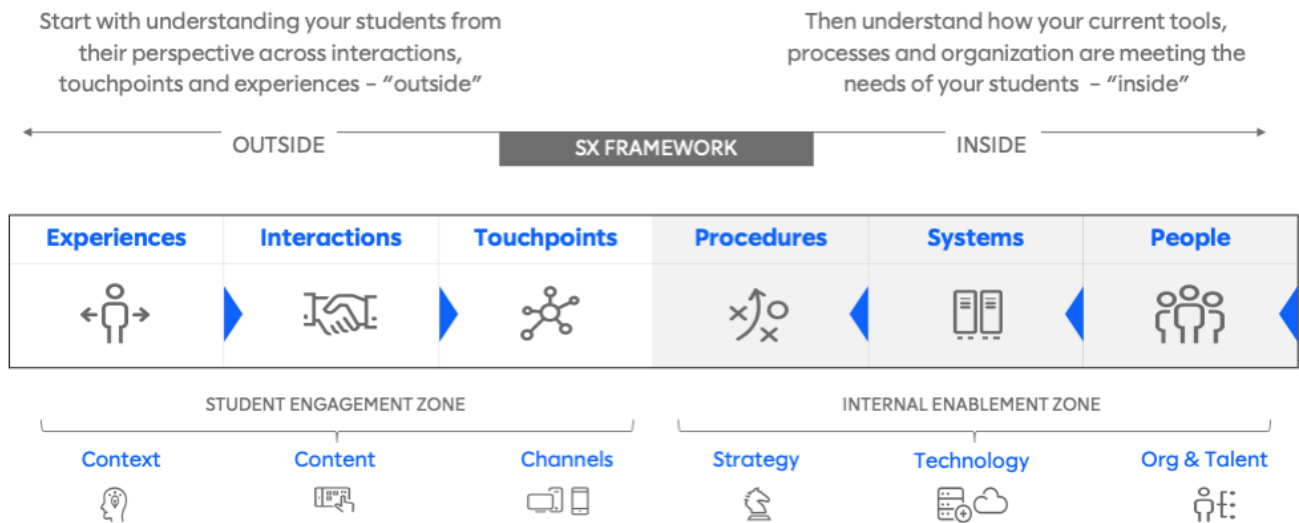 Start with understanding your students from
their perspective across interactions,
touchpoints and experiences – “outside”
Then understand how your current tools,
processes and organization are meeting the
needs of your students – “inside”
OUTSIDE
SX FRAMEWORK
INSIDE
Experiences
Interactions
Touchpoints
Procedures
Systems
People
STUDENT ENGAGEMENT ZONE
INTERNAL ENABLEMENT ZONE
Context
Content
Channels
Strategy
Technology
Org & Talent